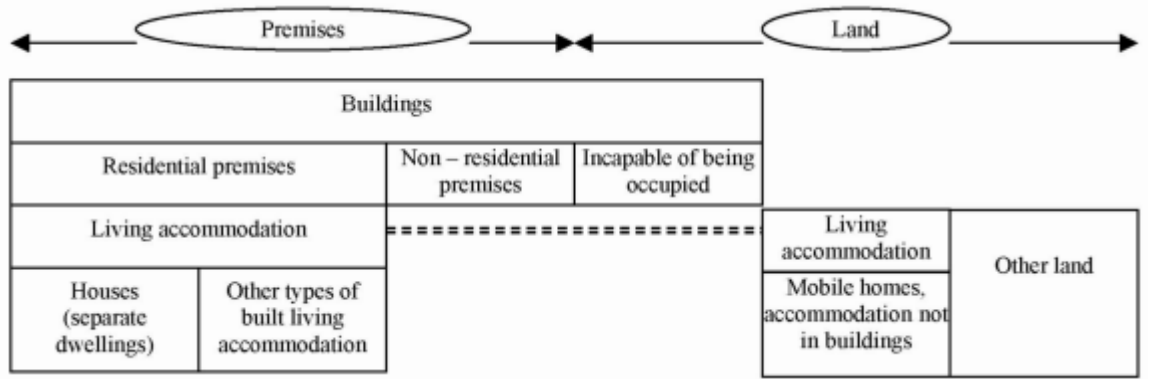 Premises
Land
Buildings
Residential premises
Non – residential
premises
Incapable of being
occupied
Living accommodation
Living
accommodation
Other land
Houses
(separate
dwellings)
Other types of
built living
accommodation
Mobile homes,
accommodation not
in buildings